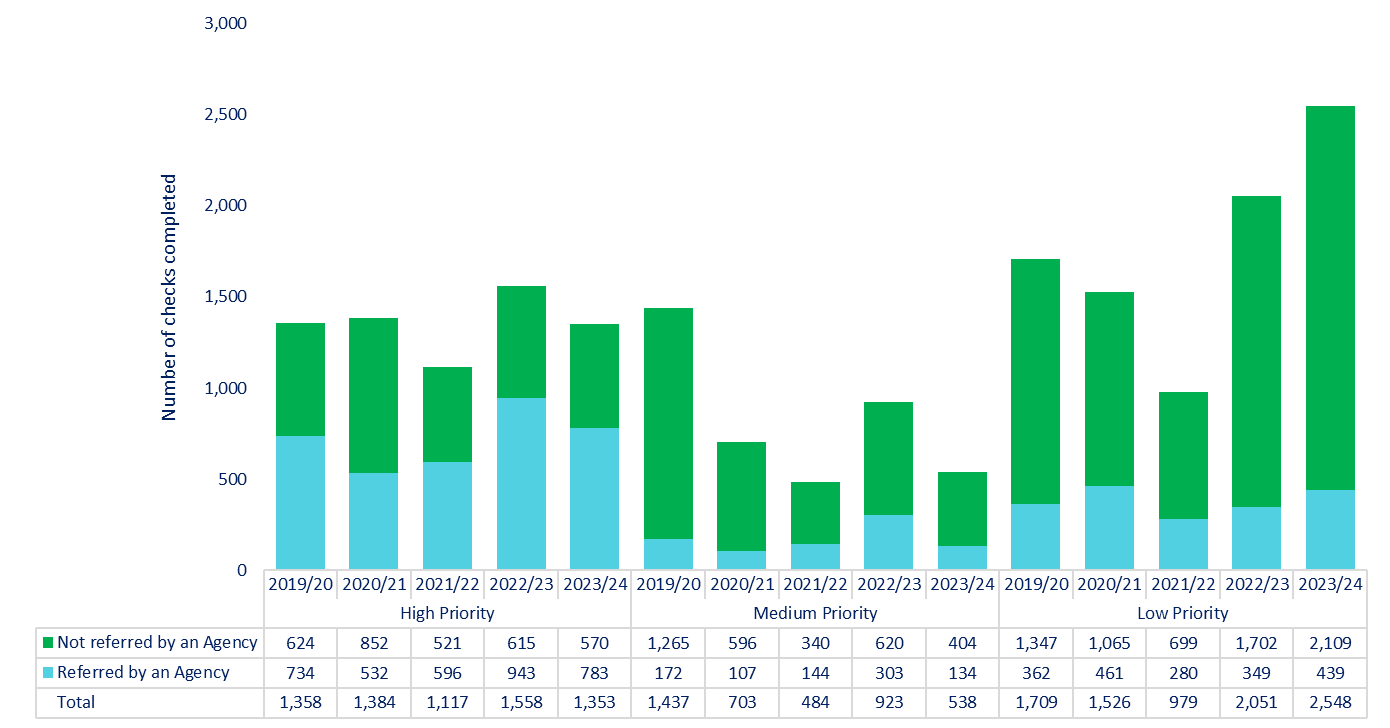 3,000
2,500
2,000
1,500
1,000
500
0
Number of checks completed
2019/20 2020/21 2021/22 2022/23 2023/24 2019/20 2020/21 2021/22 2022/23 2023/24 2019/20 2020/21 2021/22 2022/23 2023/24
High Priority Medium Priority Low Priority
Not referred by an Agency 624 852 521 615 570 1,265 596 340 620 404 1,347 1,065 699 1,702 2,109
Referred by an Agency 734 532 596 943 783 172 107 144 303 134 362 461 280 349 439
Total 1,358 1,384 1,117 1,558 1,353 1,437 703 484 923 538 1,709 1,526 979 2,051 2,548